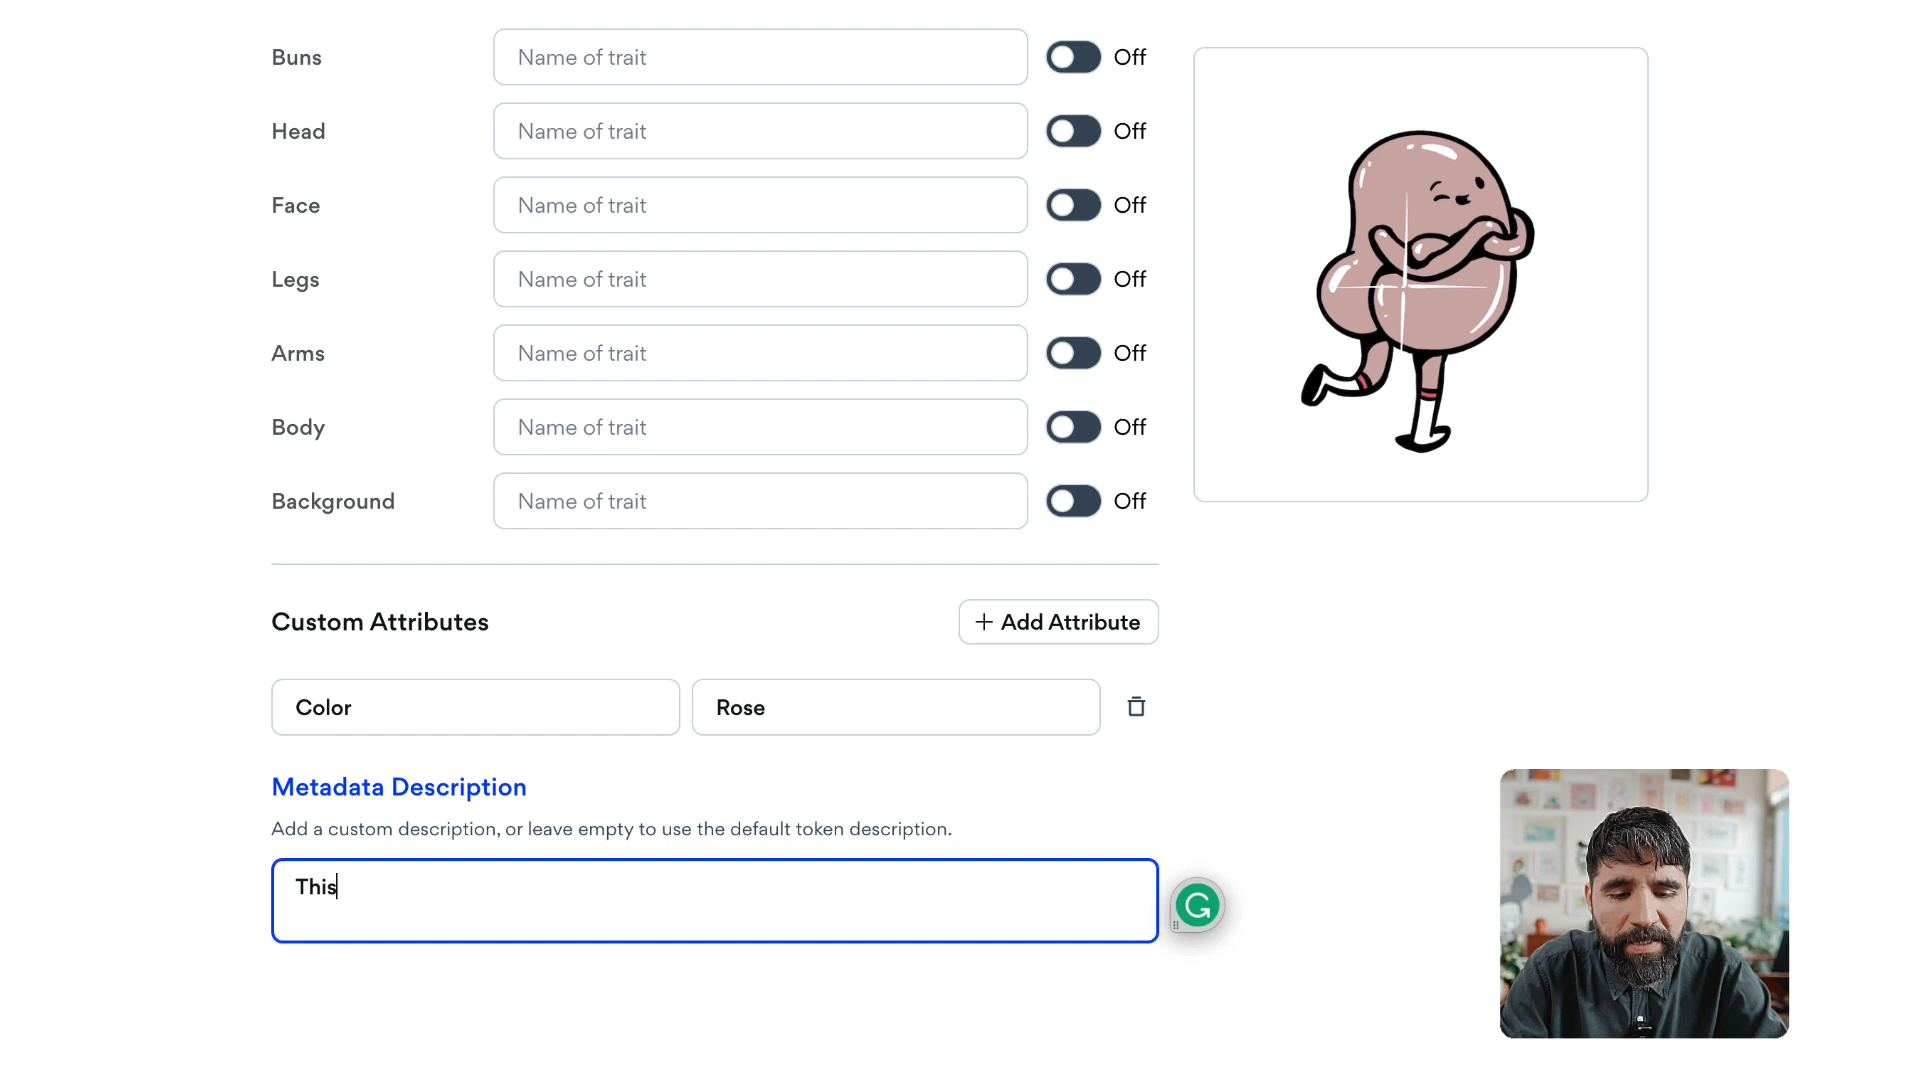 Buns
Name of trait
Off
Head
Name of trait
Off
Face
Name of trait
Off
Legs
Name of trait
Off
Arms
Name of trait
Off
Body
Name of trait
Off
Background
Name of trait
Off
Custom Attributes
+ Add Attribute
Color
Rose
Metadata Description
Add a custom description, or leave empty to use the default token description.
This
G